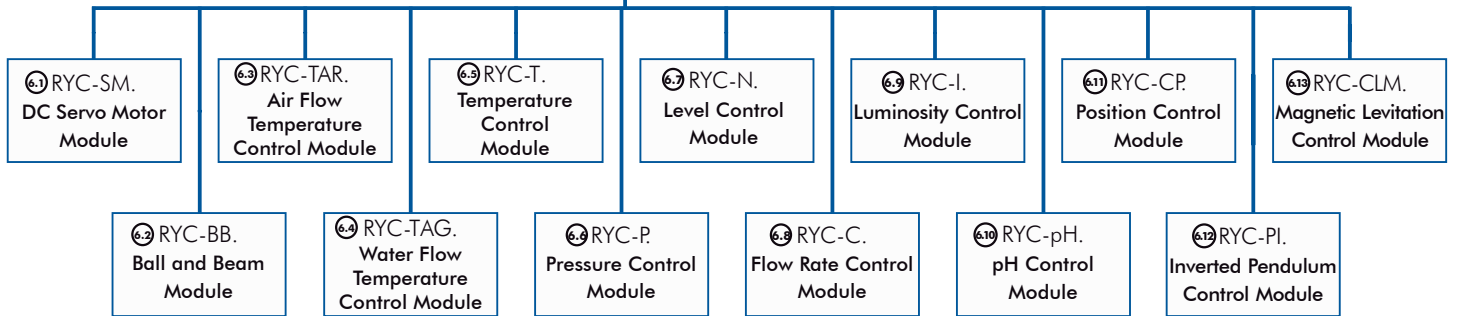 6.1 RYC-SM.
DC Servo Motor
Module
6.3 RYC-TAR.
Air Flow
Temperature
Control Module
6.5 RYC-T.
Temperature
Control
Module
6.7 RYC-N.
Level Control
Module
6.9 RYC-I.
Luminosity Control
Module
6.11 RYC-CP.
Position Control
Module
6.13 RYC-CLM.
Magnetic Levitation
Control Module
6.2 RYC-BB.
Ball and Beam
Module
6.4 RYC-TAG.
Water Flow
Temperature
Control Module
6.6 RYC-P.
Pressure Control
Module
6.8 RYC-C.
Flow Rate Control
Module
6.10 RYC-pH.
pH Control
Module
6.12 RYC-PI.
Inverted Pendulum
Control Module